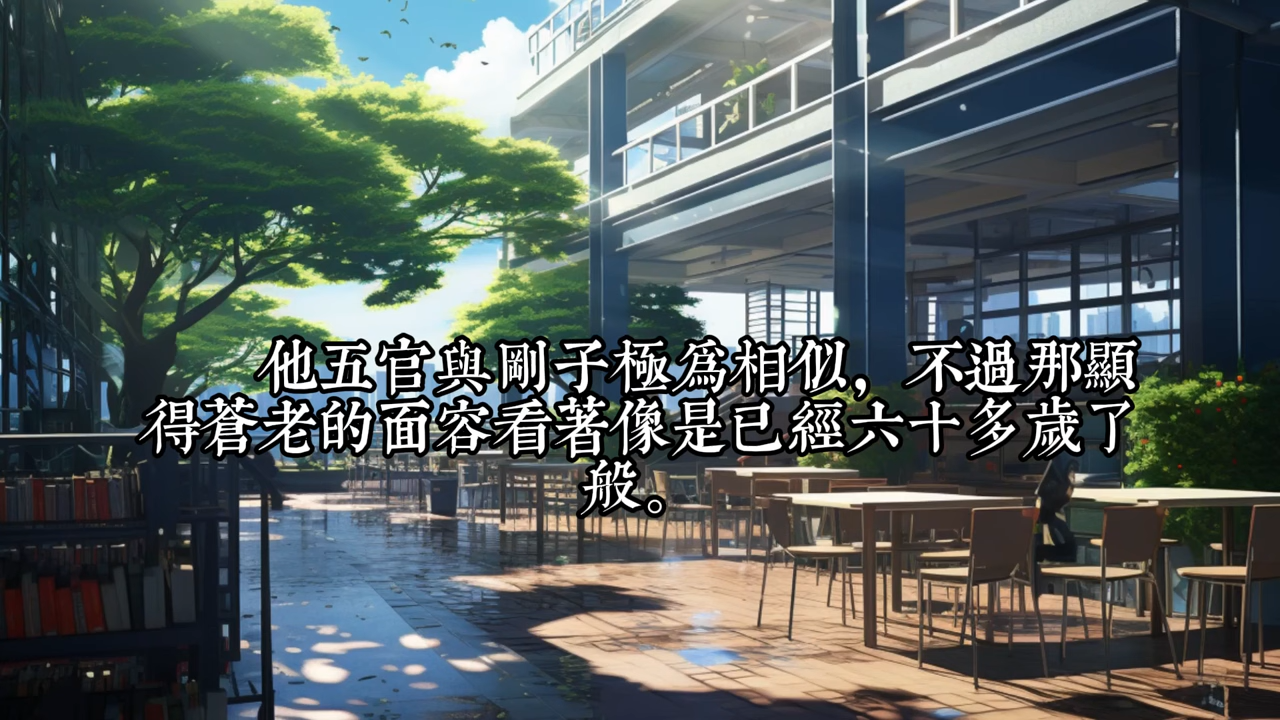 他五官與剛子極為相似，不過那顯
得蒼老的面容看著像是已經六十多歲了
般。